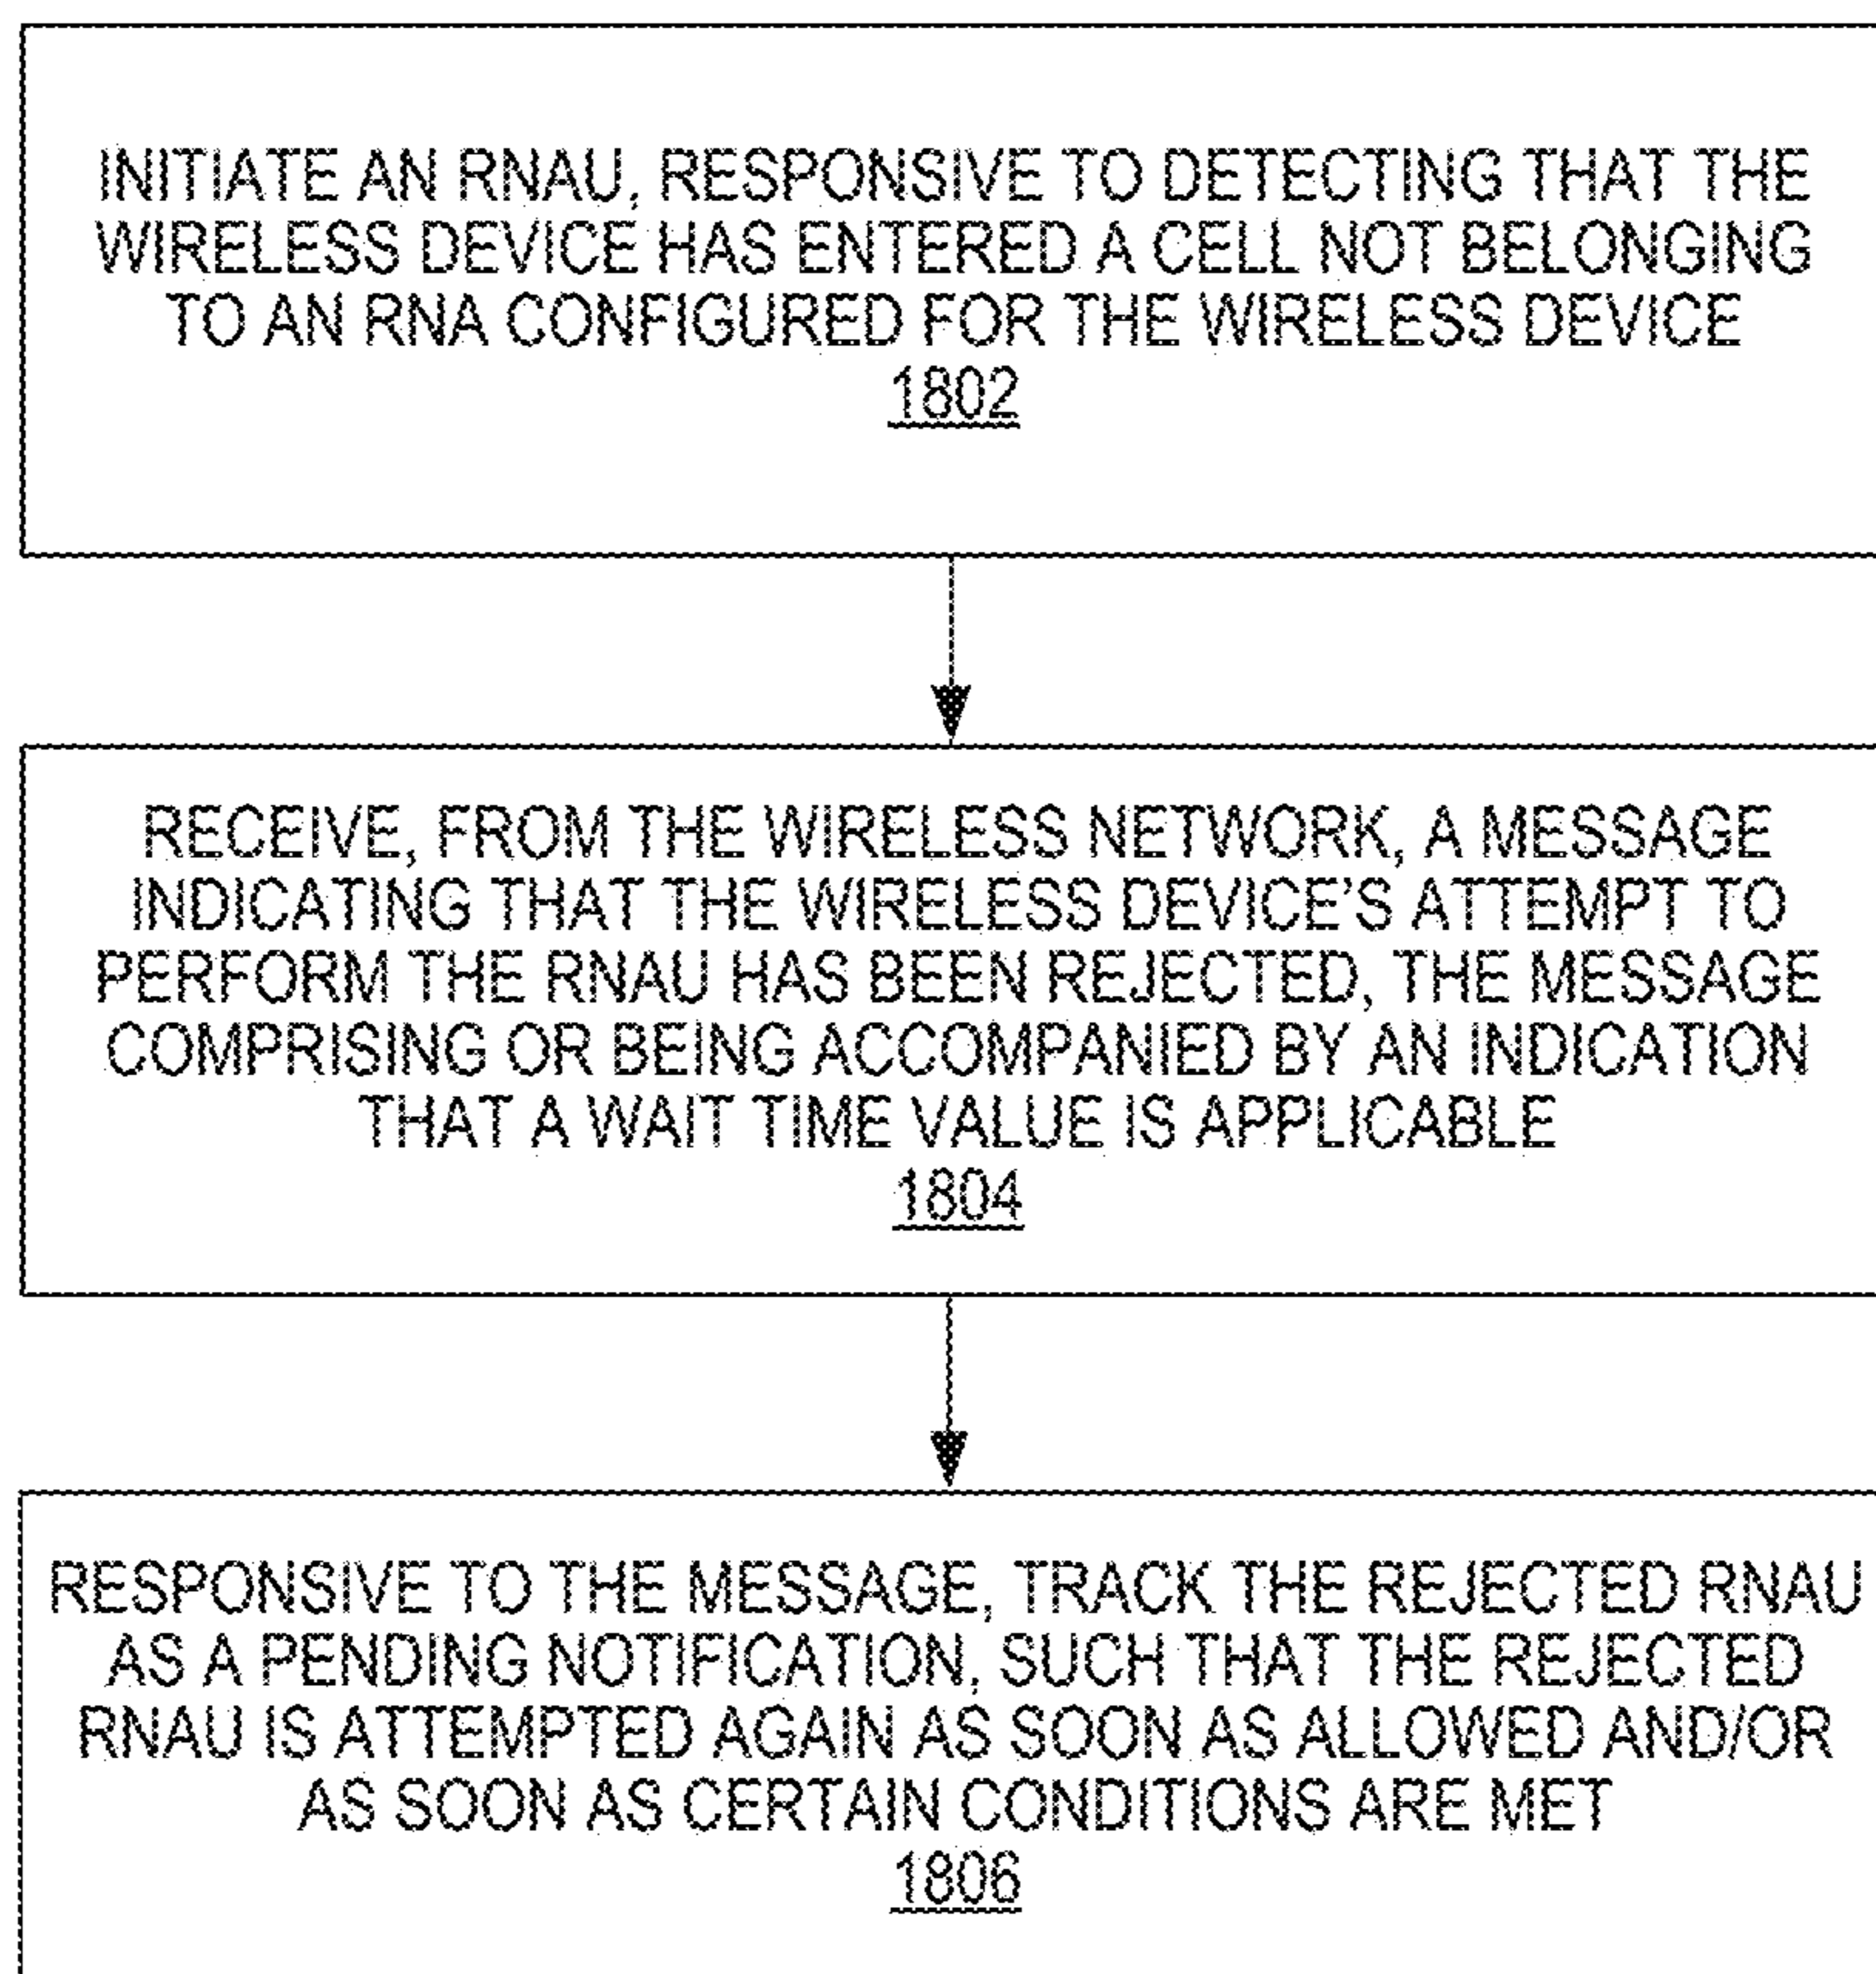 INITIATE AN RNAU, RESPONSIVE TO DETECTING THAT THE
WIRELESS DEVICE HAS ENTERED A CELL NOT BELONGING
TO AN RNA CONFIGURED FOR THE WIRELESS DEVICE
1802
RECEIVE, FROM THE WIRELESS NETWORK, A MESSAGE
INDICATING THAT THE WIRELESS DEVICE'S ATTEMPT TO
PERFORM THE RNAU HAS BEEN REJECTED, THE MESSAGE
COMPRISING OR BEING ACCOMPANIED BY AN INDICATION
THAT A WAIT TIME VALUE IS APPLICABLE
1804
RESPONSIVE TO THE MESSAGE, TRACK THE REJECTED RNAU
AS A PENDING NOTIFICATION, SUCH THAT THE REJECTED
RNAU IS ATTEMPTED AGAIN AS SOON AS ALLOWED AND/OR
AS SOON AS CERTAIN CONDITIONS ARE MET
1806